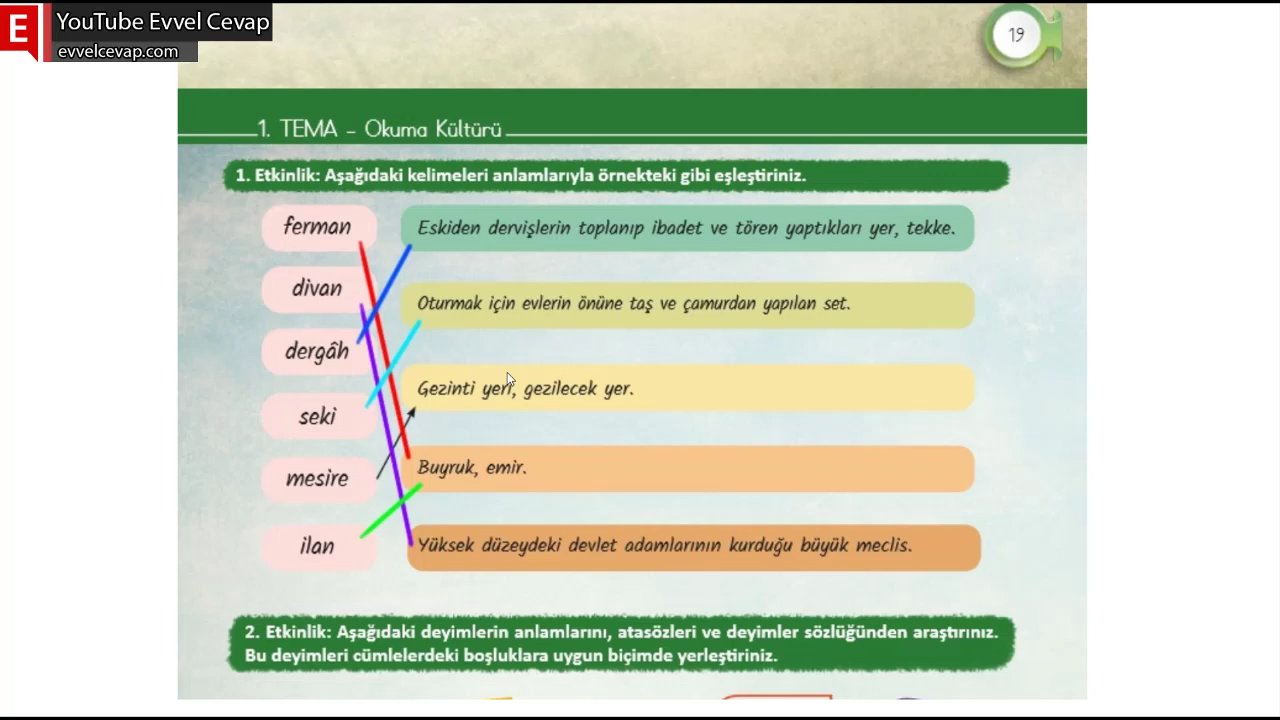 E
YouTube Evvel Cevap
evvelcevap.com
19
1. TEMA - Okuma Kültürü
1. Etkinlik: Aşağıdaki kelimeleri anlamlarıyla örnekteki gibi eşleştiriniz.
ferman
Eskiden dervişlerin toplanıp ibadet ve tören yaptıkları yer, tekke.
divan
Oturmak için evlerin önüne taş ve çamurdan yapılan set.
dergâh
Gezinti yeri, gezilecek yer.
seki
Buyruk, emir.
mesire
ilan
Yüksek düzeydeki devlet adamlarının kurduğu büyük meclis.
2. Etkinlik: Aşağıdaki deyimlerin anlamlarını, atasözleri ve deyimler sözlüğünden araştırınız.
Bu deyimleri cümlelerdeki boşluklara uygun biçimde yerleştiriniz.